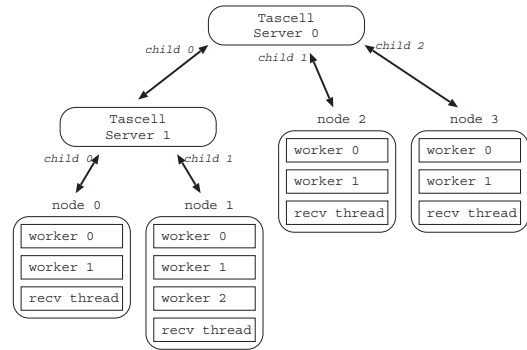 Tascell
Server 0
child 0
child 1
child 2
Tascell
Server 1
child 0
child 1
node 2
worker 0
worker 1
recv thread
node 3
worker 0
worker 1
recv thread
node 0
worker 0
worker 1
recv thread
node 1
worker 0
worker 1
worker 2
recv thread